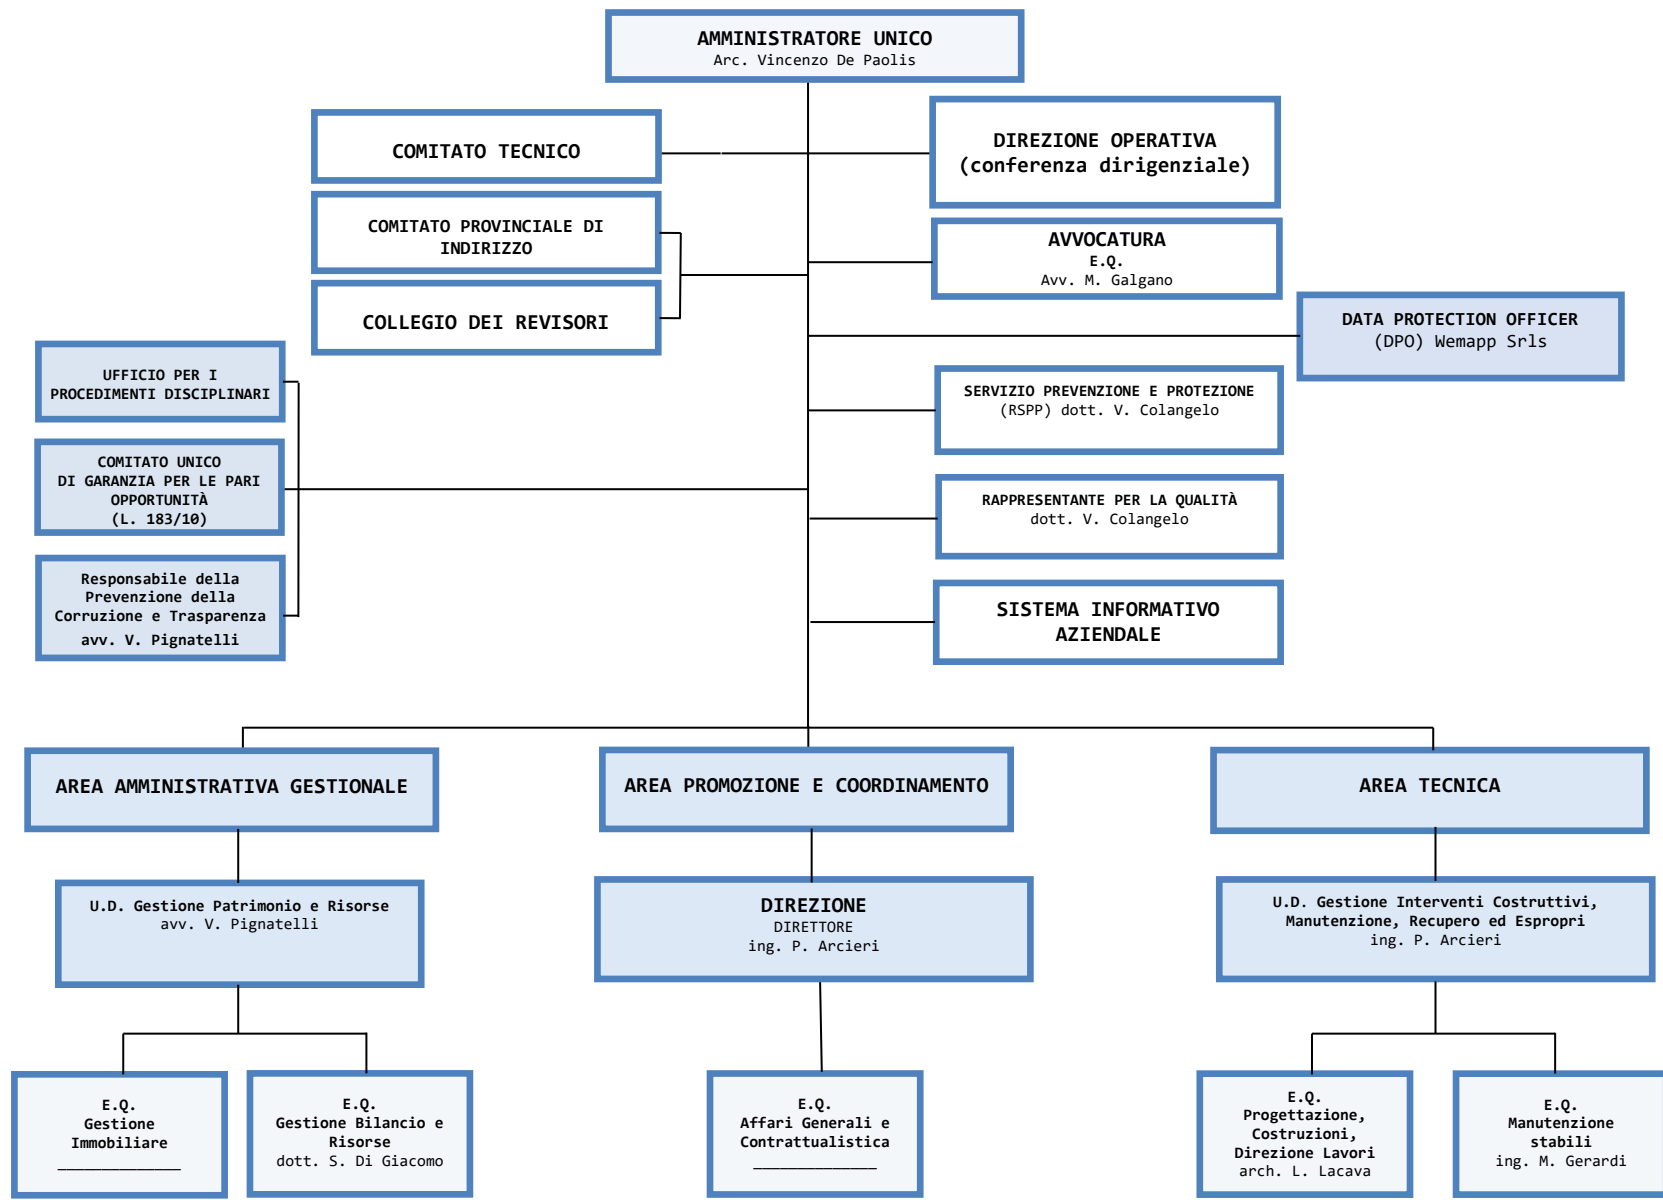 AMMINISTRATORE UNICO
Arc. Vincenzo De Paolis
COMITATO TECNICO
DIREZIONE OPERATIVA
(conferenza dirigenziale)
COMITATO PROVINCIALE DI
INDIRIZZO
AVVOCATURA
E.Q.
Avv. M. Galgano
COLLEGIO DEI REVISORI
DATA PROTECTION OFFICER
(DPO) Wemapp Srls
UFFICIO PER I
PROCEDIMENTI DISCIPLINARI
SERVIZIO PREVENZIONE E PROTEZIONE
(RSPP) dott. V. Colangelo
COMITATO UNICO
DI GARANZIA PER LE PARI
OPPORTUNITÀ
(L. 183/10)
RAPPRESENTANTE PER LA QUALITÀ
dott. V. Colangelo
Responsabile della
Prevenzione della
Corruzione e Trasparenza
avv. V. Pignatelli
SISTEMA INFORMATIVO
AZIENDALE
AREA AMMINISTRATIVA GESTIONALE
AREA PROMOZIONE E COORDINAMENTO
AREA TECNICA
U.D. Gestione Patrimonio e Risorse
avv. V. Pignatelli
DIREZIONE
DIRETTORE
ing. P. Arcieri
U.D. Gestione Interventi Costruttivi,
Manutenzione, Recupero ed Espropri
ing. P. Arcieri
E.Q.
Gestione
Immobiliare
______________
E.Q.
Gestione Bilancio e
Risorse
dott. S. Di Giacomo
E.Q.
Affari Generali e
Contrattualistica
______________
E.Q.
Progettazione,
Costruzioni,
Direzione Lavori
arch. L. Lacava
E.Q.
Manutenzione
stabili
ing. M. Gerardi